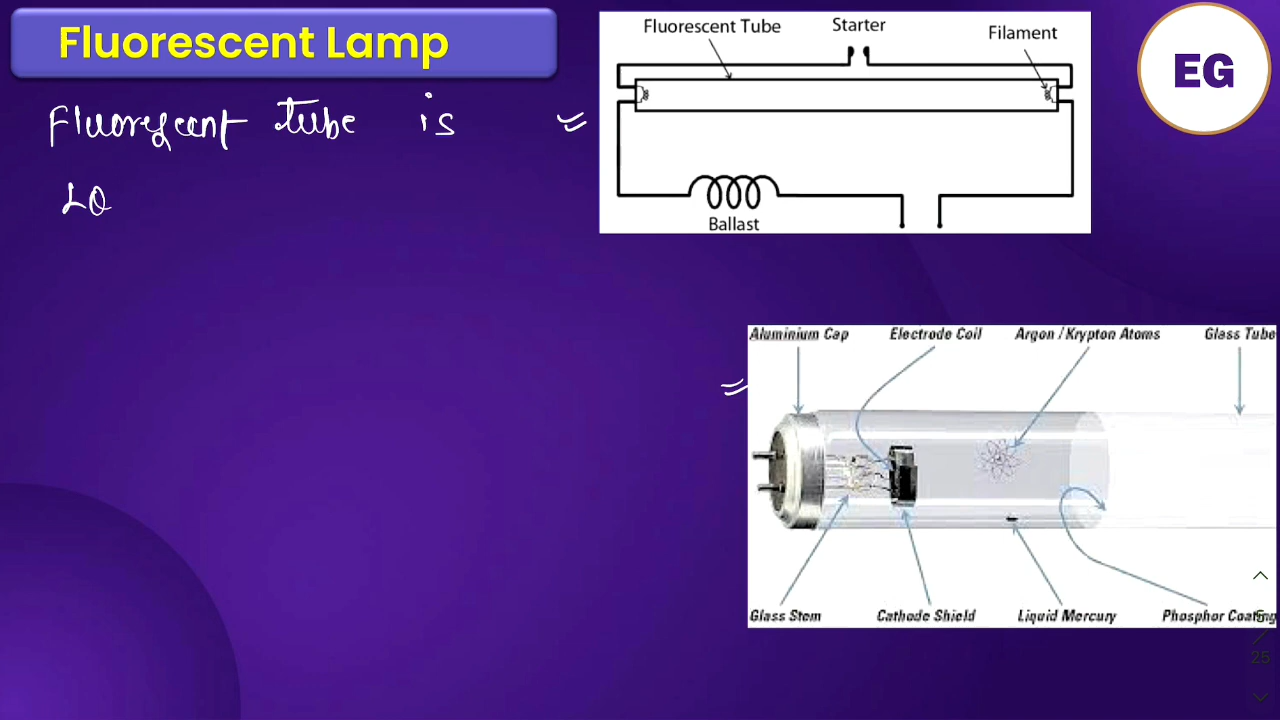 Fluorescent Lamp
EG
Fluorescent tube is
Fluorescent Tube
Starter
Filament
Ballast
Aluminium Cap
Electrode Coil
Argon / Krypton Atoms
Glass Tube
Glass Stem
Cathode Shield
Liquid Mercury
Phosphor Coating
25